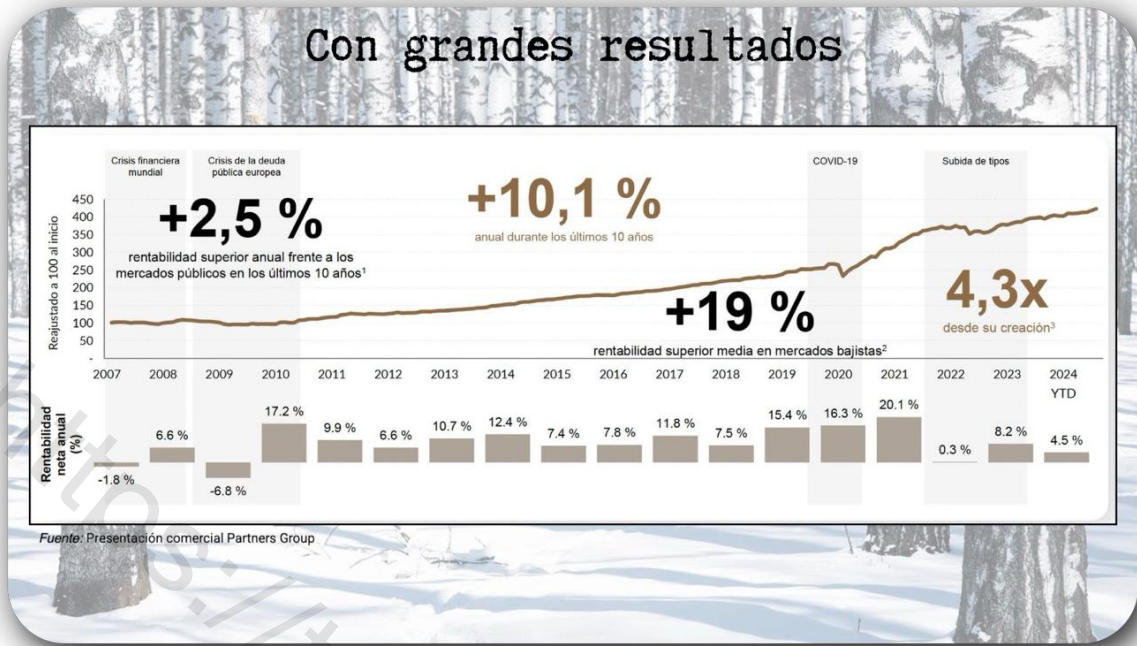 Con grandes resultados
Crisis financiera
mundial
Crisis de la deuda
pública europea
COVID-19
Subida de tipos
Reajustado a 100 al inicio
450
400
350
300
250
200
150
100
50
-
+2,5 %
rentabilidad superior anual frente a los
mercados públicos en los últimos 10 años¹
+10,1 %
anual durante los últimos 10 años
+19 %
rentabilidad superior media en mercados bajistas²
4,3x
desde su creación³
2007 2008 2009 2010 2011 2012 2013 2014 2015 2016 2017 2018 2019 2020 2021 2022 2023 2024
YTD
Rentabilidad
neta anual
(%)
-1.8 % 6.6 % -6.8 % 17.2 % 9.9 % 6.6 % 10.7 % 12.4 % 7.4 % 7.8 % 11.8 % 7.5 % 15.4 % 16.3 % 20.1 % 0.3 % 8.2 % 4.5 %
Fuente: Presentación comercial Partners Group
https://t